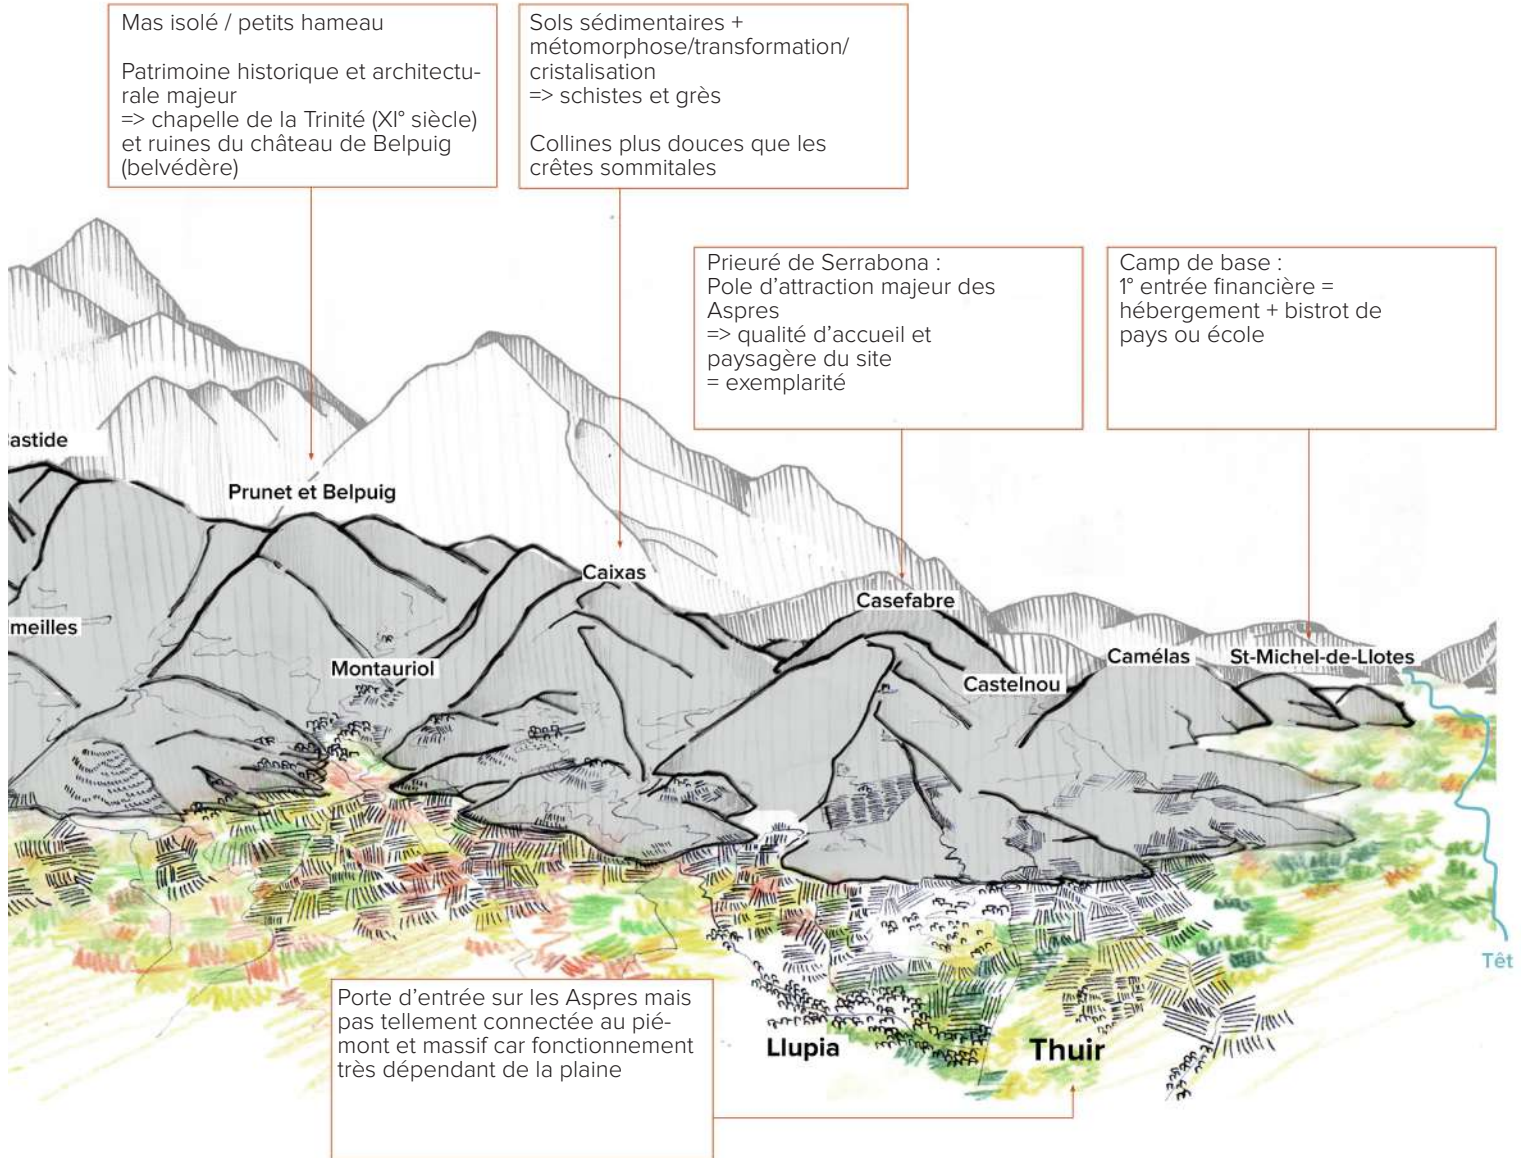 Mas isolé / petits hameau
Patrimoine historique et architectu-
rale majeur
=> chapelle de la Trinité (XI° siècle)
et ruines du château de Belpuig
(belvédère)
Sols sédimentaires +
métomorphose/transformation/
cristalisation
=> schistes et grès
Collines plus douces que les
crêtes sommitales
Prieuré de Serrabona :
Pole d'attraction majeur des
Aspres
=> qualité d'accueil et
paysagère du site
= exemplarité
Camp de base :
1° entrée financière =
hébergement + bistrot de
pays ou école
astide
Prunet et Belpuig
Caixas
Casefabre
meilles
Montauriol
Castelnou
Camélas
St-Michel-de-Llotes
Têt
Porte d'entrée sur les Aspres mais
pas tellement connectée au pié-
mont et massif car fonctionnement
très dépendant de la plaine
Llupia
Thuir